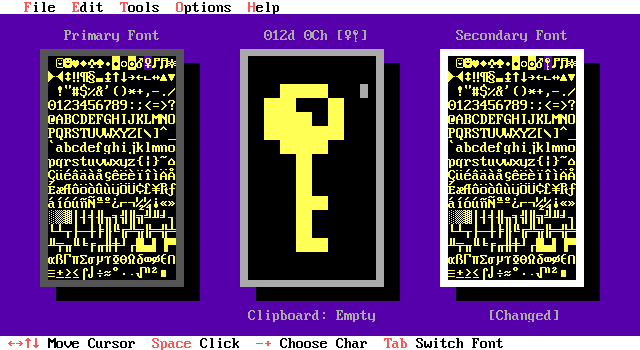 File  Edit  Tools  Options  Help
Primary Font
012d 0Ch [♀
Secondary Font
!"#$%&'()*+,-./
0123456789:;<=>?
@ABCDEFGHIJKLMNO
PQRSTUVWXYZ[\]^_
`abcdefghijklmno
pqrstuvwxyz{|}~⌂
ÇüéâäàåçêëèïîìÄÅ
ÉæÆôöòûùÿÖÜ¢£¥₧ƒ
áíóúñÑªº¿⌐¬½¼¡«»
αßΓπΣσµτΦΘΩδ∞φε∩
≡±≥≤⌠⌡÷≈°∙·√ⁿ²■
!"#$%&'()*+,-./
0123456789:;<=>?
@ABCDEFGHIJKLMNO
PQRSTUVWXYZ[\]^_
`abcdefghijklmno
pqrstuvwxyz{|}~⌂
ÇüéâäàåçêëèïîìÄÅ
ÉæÆôöòûùÿÖÜ¢£¥₧ƒ
áíóúñÑªº¿⌐¬½¼¡«»
αßΓπΣσµτΦΘΩδ∞φε∩
≡±≥≤⌠⌡÷≈°∙·√ⁿ²■
Clipboard: Empty
[Changed]
↔↑↓ Move Cursor  Space Click  -+ Choose Char  Tab Switch Font